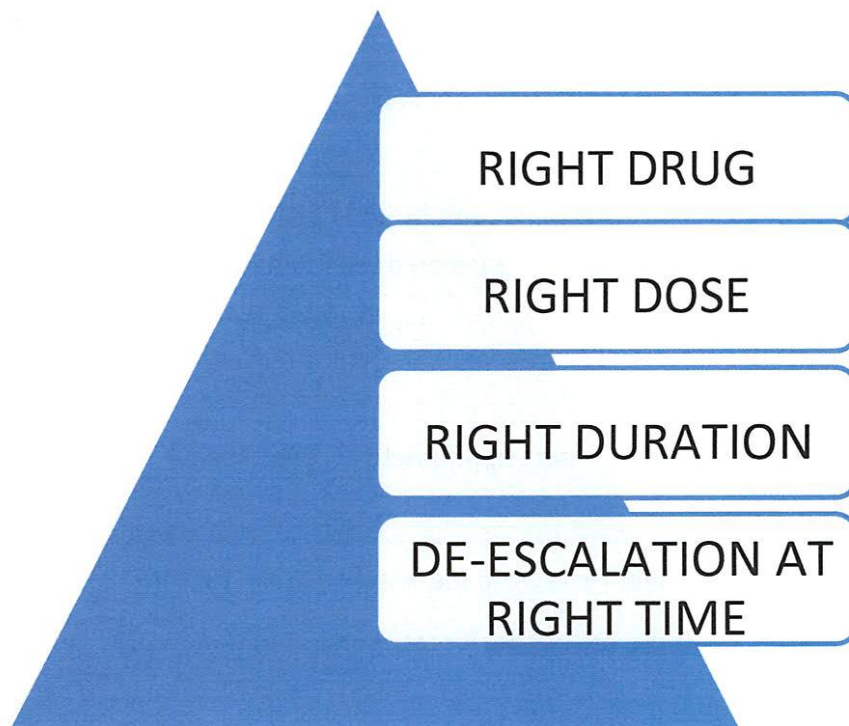 RIGHT DRUG
RIGHT DOSE
RIGHT DURATION
DE-ESCALATION AT
RIGHT TIME